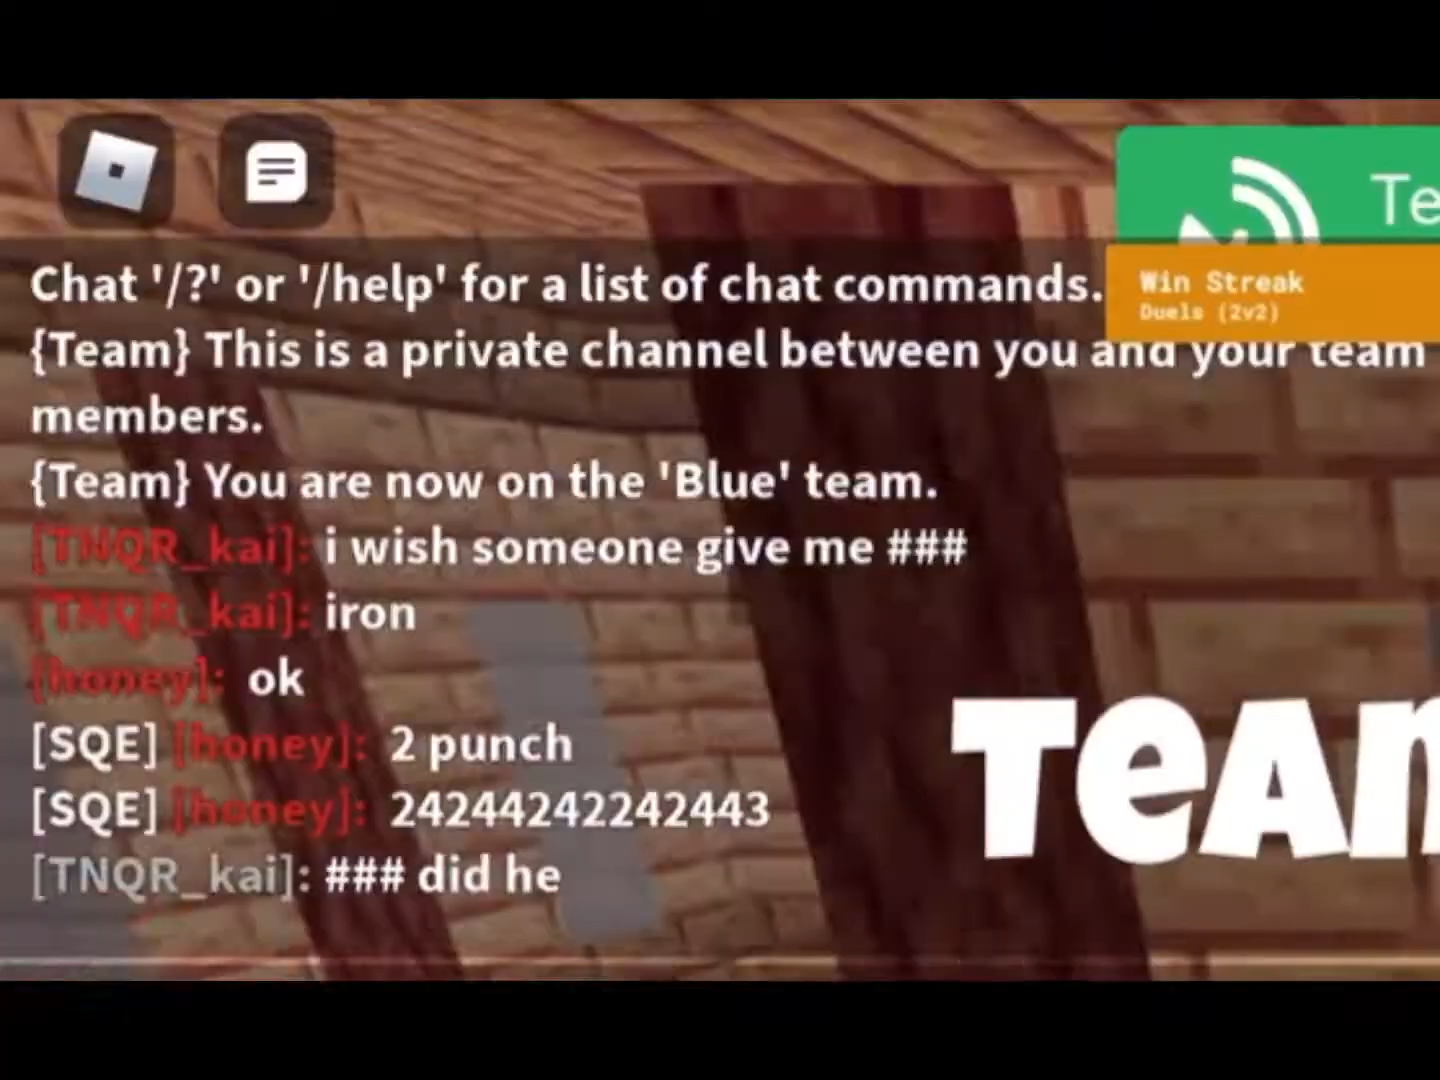 Te
Win Streak
Duels (2v2)
Chat '/?' or '/help' for a list of chat commands.
{Team} This is a private channel between you and your team
members.
{Team} You are now on the 'Blue' team.
[TNQR_kai]: i wish someone give me ###
[TNQR_kai]: iron
[honey]: ok
[SQE] [honey]: 2 punch
[SQE] [honey]: 24244242242443
[TNQR_kai]: ### did he
TEAM